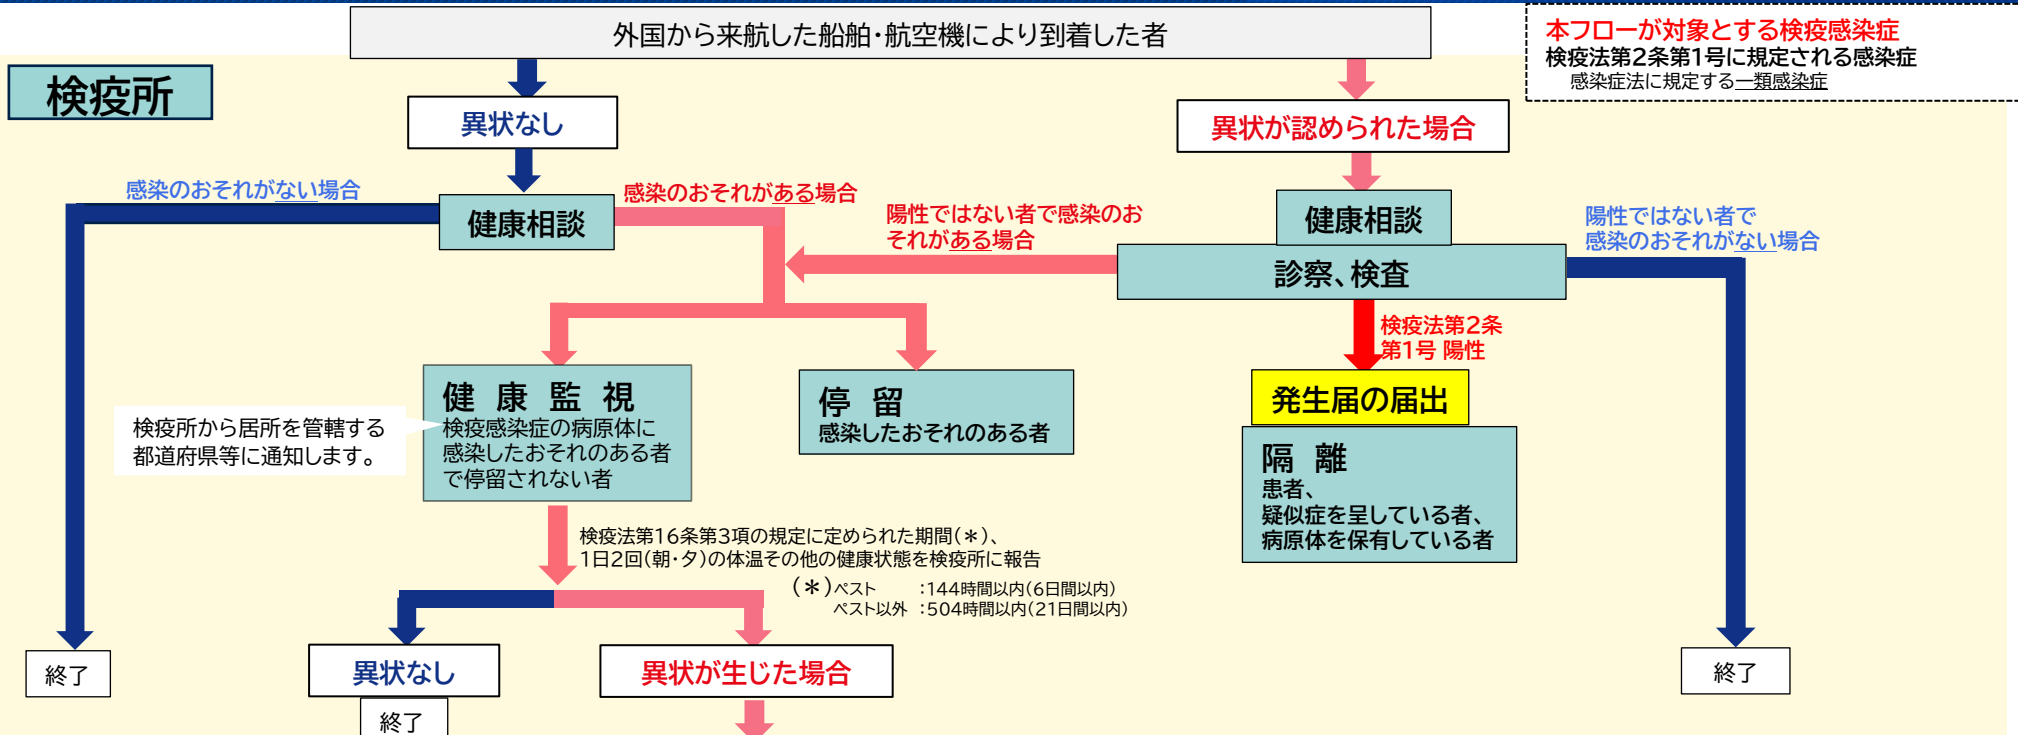 外国から来航した船舶・航空機により到着した者
本フローが対象とする検疫感染症
検疫法第2条第1号に規定される感染症
感染症法に規定する一類感染症
検疫所
異状なし
異状が認められた場合
感染のおそれがない場合
健康相談
感染のおそれがある場合
陽性ではない者で感染のお
それがある場合
健康相談
診察、検査
陽性ではない者で
感染のおそれがない場合
検疫法第2条
第1号 陽性
健 康 監 視
検疫感染症の病原体に
感染したおそれのある者
で停留されない者
検疫所から居所を管轄する
都道府県等に通知します。
停 留
感染したおそれのある者
発生届の届出
隔 離
患者、
疑似症を呈している者、
病原体を保有している者
検疫法第16条第3項の規定に定められた期間(＊)、
1日2回(朝・夕)の体温その他の健康状態を検疫所に報告
(＊)ペスト :144時間以内(6日間以内)
ペスト以外 :504時間以内(21日間以内)
終了
異状なし
終了
異状が生じた場合
終了